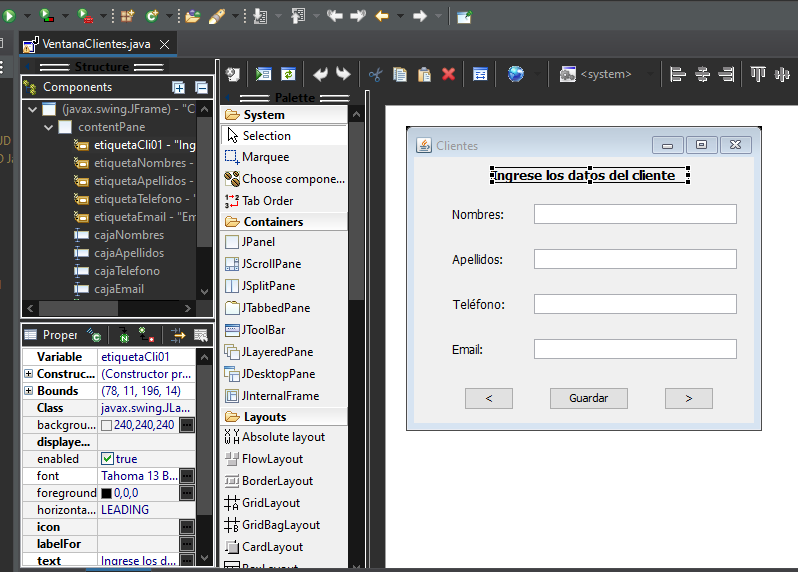 VentanaClientes.java
Structure
Components
(javax.swing.JFrame) - "C
contentPane
etiquetaCli01 - "Ing
etiquetaNombres -
etiquetaApellidos -
etiquetaTelefono - "
etiquetaEmail - "Em
cajaNombres
cajaApellidos
cajaTelefono
cajaEmail
Proper
Variable etiquetaCli01
Construc... (Constructor pr...
Bounds (78, 11, 196, 14)
Class javax.swing.JLa...
backgrou... 240,240,240
displaye...
enabled true
font Tahoma 13 B...
foreground 0,0,0
horizonta... LEADING
icon
labelFor
text Ingrese los d...
Palette
System
Selection
Marquee
Choose compone...
Tab Order
Containers
JPanel
JScrollPane
JSplitPane
JTabbedPane
JToolBar
JLayeredPane
JDesktopPane
JInternalFrame
Layouts
Absolute layout
FlowLayout
BorderLayout
GridLayout
GridBagLayout
CardLayout
<system>
Clientes
Ingrese los datos del cliente
Nombres:
Apellidos:
Teléfono:
Email:
< Guardar >